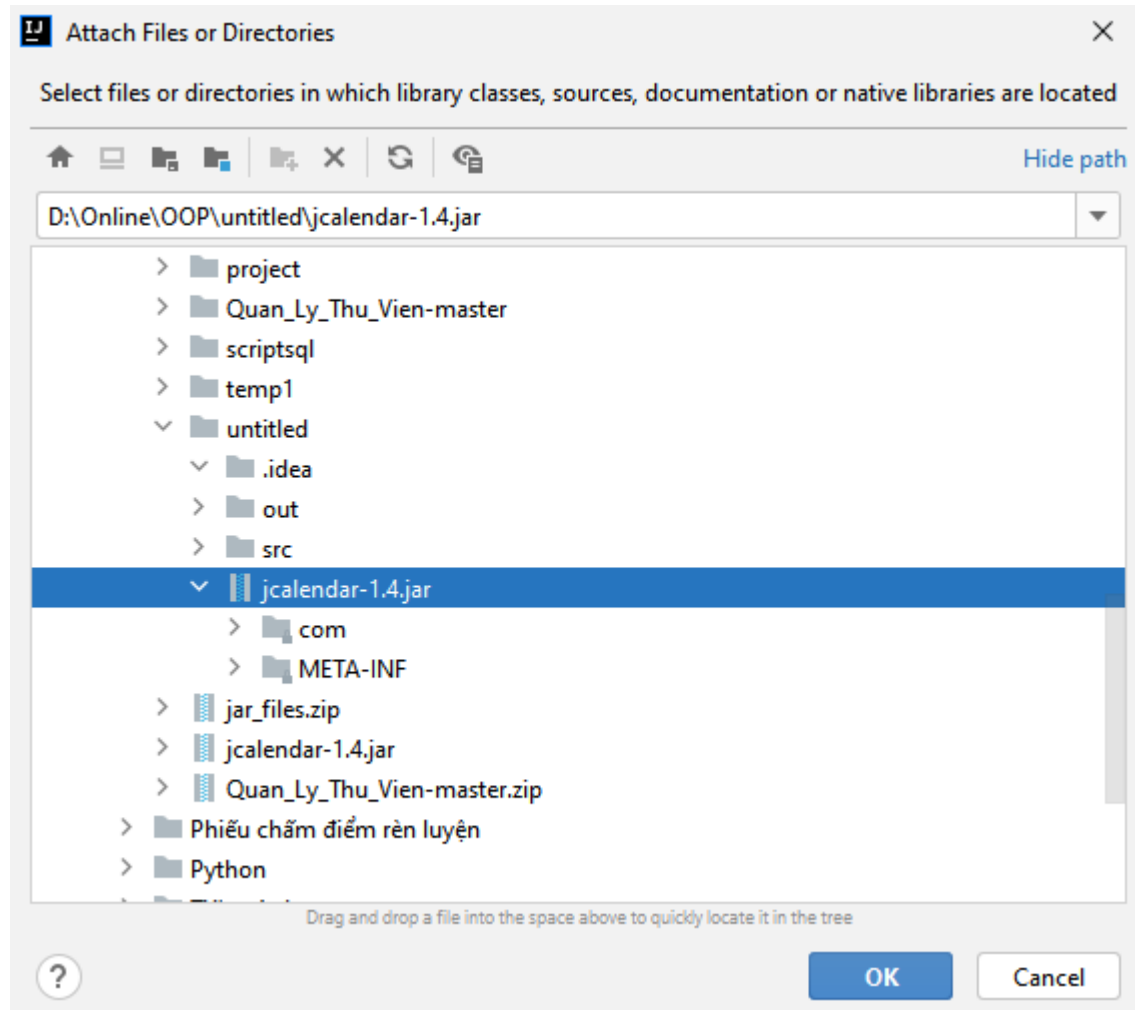 IJ
Attach Files or Directories
Select files or directories in which library classes, sources, documentation or native libraries are located
Hide path
D:\Online\OOP\untitled\jcalendar-1.4.jar
project
Quan_Ly_Thu_Vien-master
scriptsql
temp1
untitled
.idea
out
src
jcalendar-1.4.jar
com
META-INF
jar_files.zip
jcalendar-1.4.jar
Quan_Ly_Thu_Vien-master.zip
Phiếu chấm điểm rèn luyện
Python
Drag and drop a file into the space above to quickly locate it in the tree
?
OK
Cancel